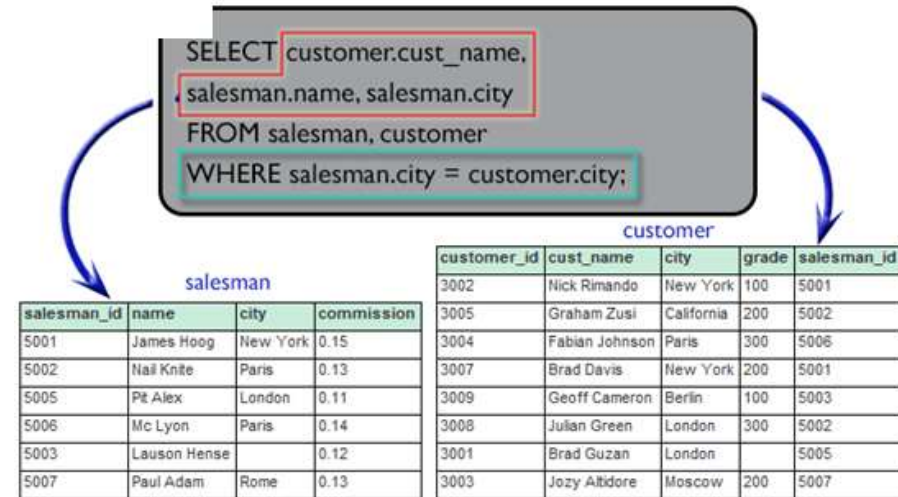 SELECT customer.cust_name,
salesman.name, salesman.city
FROM salesman, customer
WHERE salesman.city = customer.city;
salesman
salesman_id name city commission
5001 James Hoog New York 0.15
5002 Nail Knite Paris 0.13
5005 Pit Alex London 0.11
5006 Mc Lyon Paris 0.14
5003 Lauson Hense 0.12
5007 Paul Adam Rome 0.13
customer
customer_id cust_name city grade salesman_id
3002 Nick Rimando New York 100 5001
3005 Graham Zusi California 200 5002
3004 Fabian Johnson Paris 300 5006
3007 Brad Davis New York 200 5001
3009 Geoff Cameron Berlin 100 5003
3008 Julian Green London 300 5002
3001 Brad Guzan London 5005
3003 Jozy Altidore Moscow 200 5007